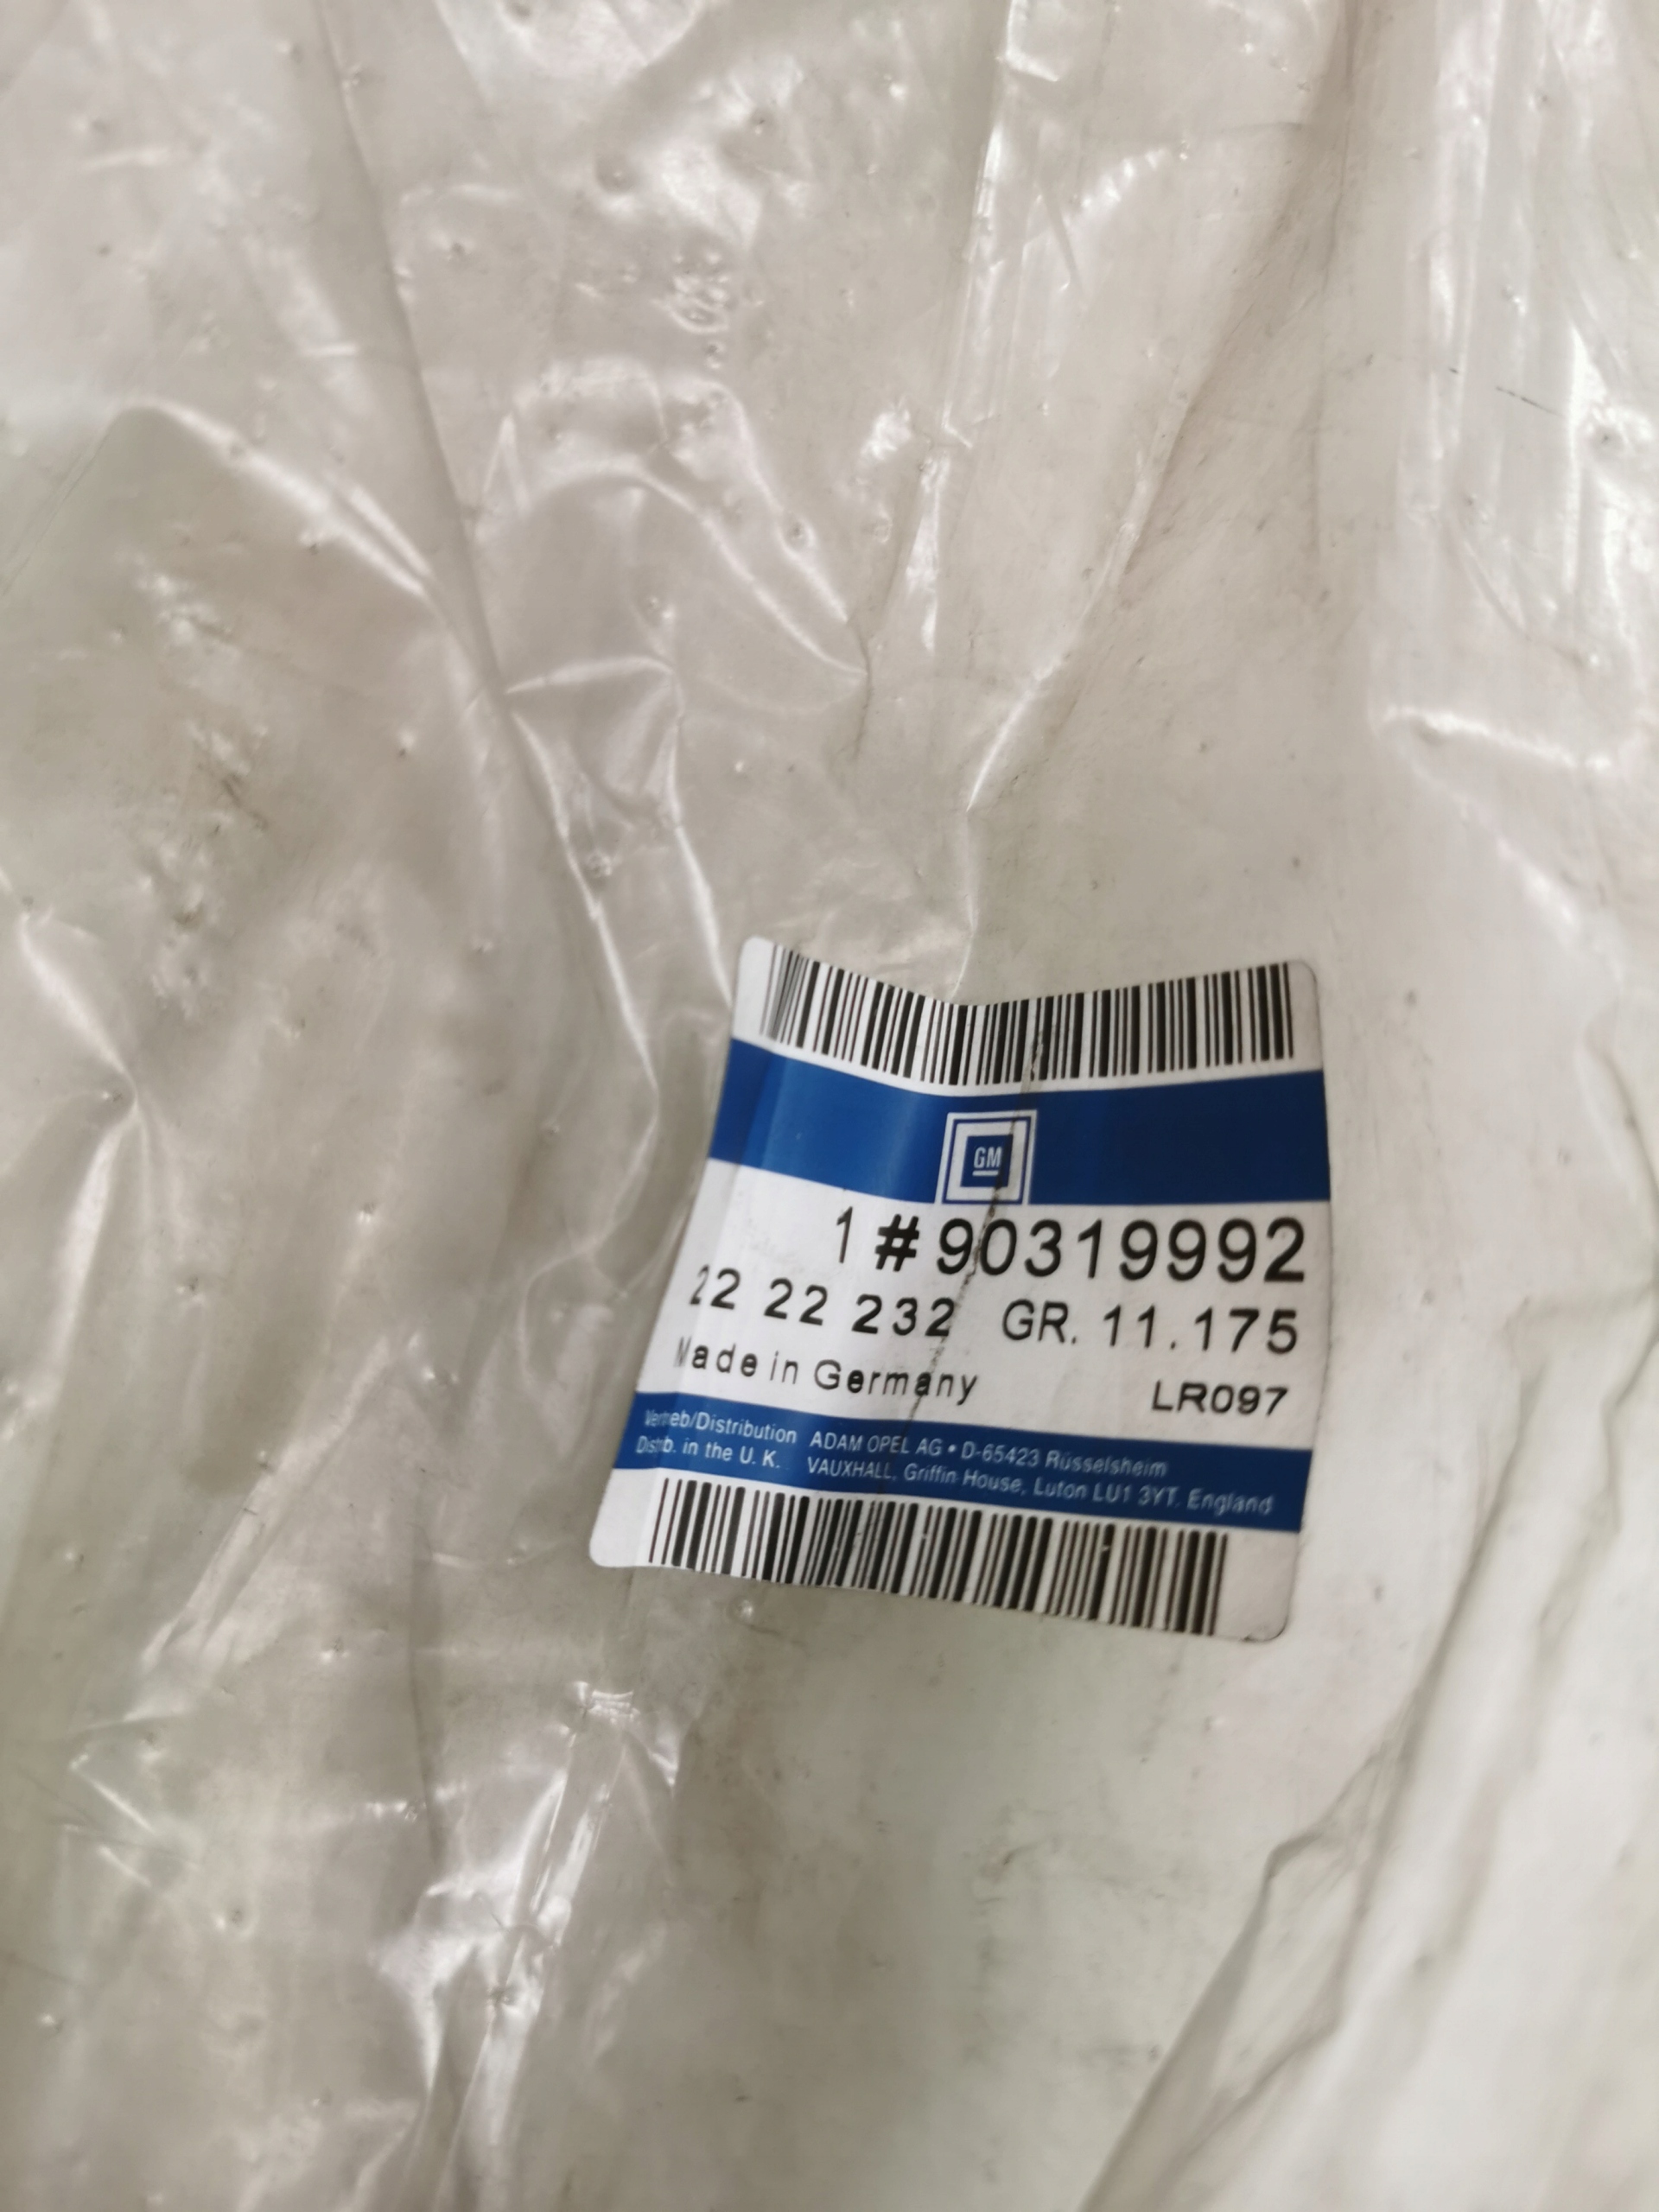 GM
1 # 90319992
22 22 232 GR. 11.175
Made in Germany LR097
Vertrieb/Distribution ADAM OPEL AG • D-65423 Rüsselsheim
Distrib. in the U. K. VAUXHALL, Griffin House, Luton LU1 3YT, England